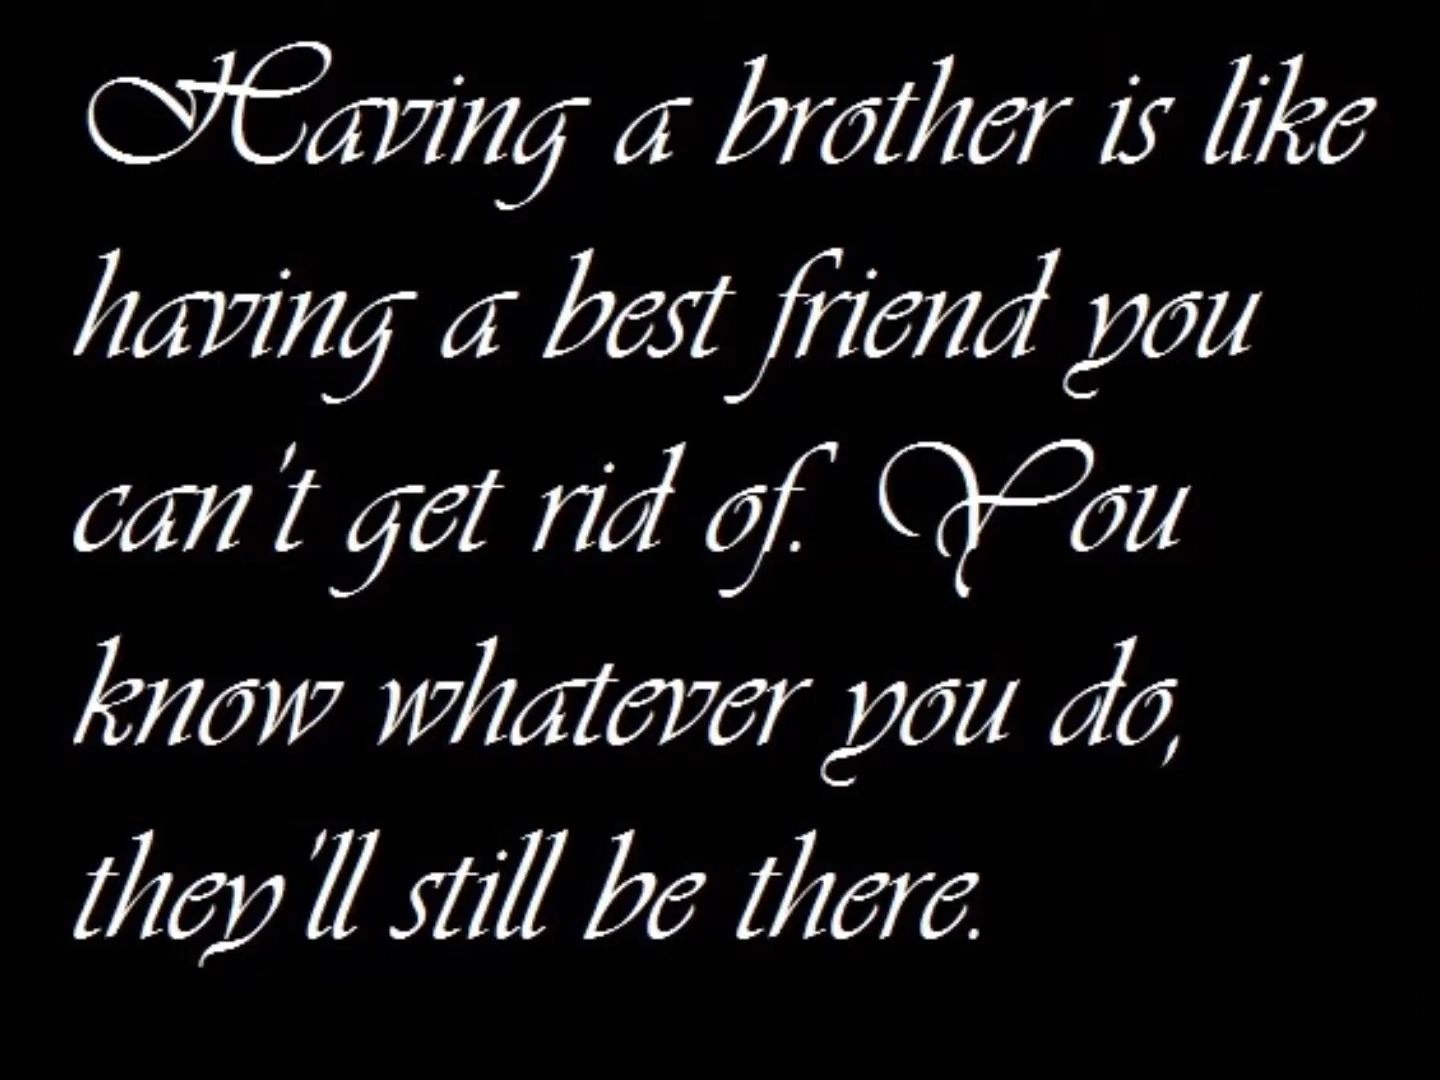 Having a brother is like
having a best friend you
can't get rid of. You
know whatever you do,
they'll still be there.